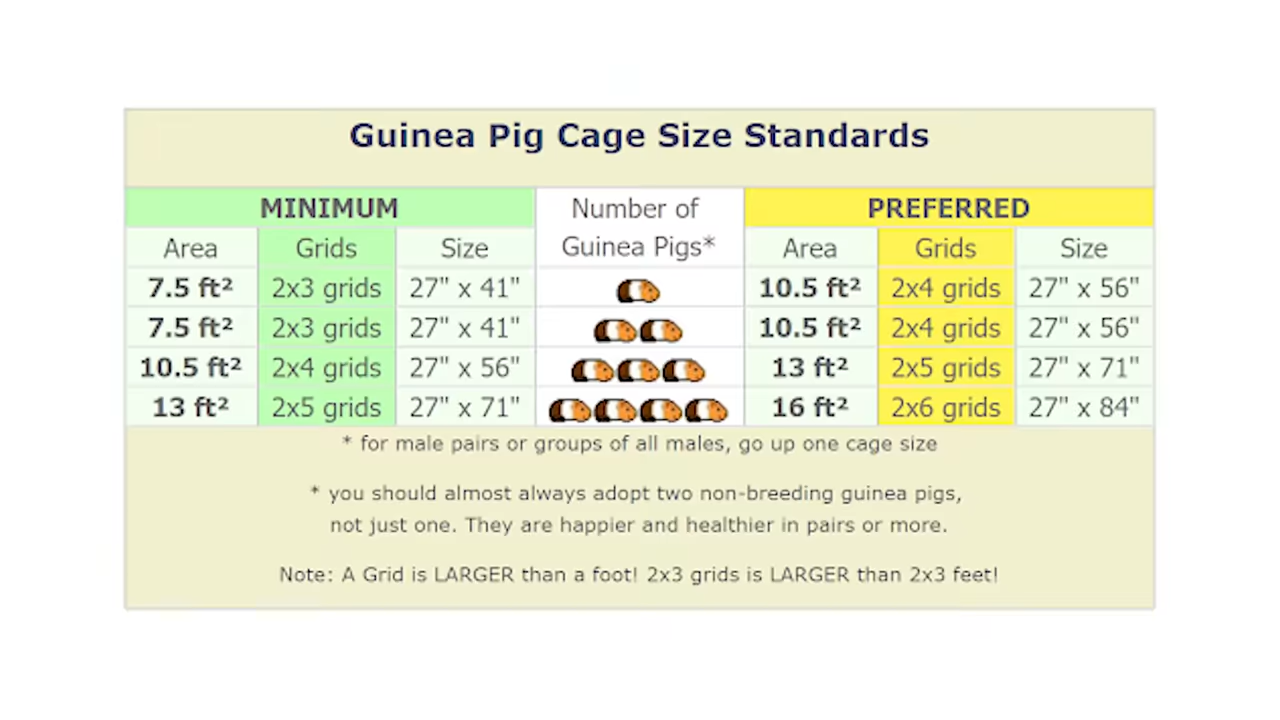 Guinea Pig Cage Size Standards
MINIMUM Number of Guinea Pigs* PREFERRED
Area Grids Size Area Grids Size
7.5 ft² 2x3 grids 27" x 41" 10.5 ft² 2x4 grids 27" x 56"
7.5 ft² 2x3 grids 27" x 41" 10.5 ft² 2x4 grids 27" x 56"
10.5 ft² 2x4 grids 27" x 56" 13 ft² 2x5 grids 27" x 71"
13 ft² 2x5 grids 27" x 71" 16 ft² 2x6 grids 27" x 84"
* for male pairs or groups of all males, go up one cage size
* you should almost always adopt two non-breeding guinea pigs,
not just one. They are happier and healthier in pairs or more.
Note: A Grid is LARGER than a foot! 2x3 grids is LARGER than 2x3 feet!